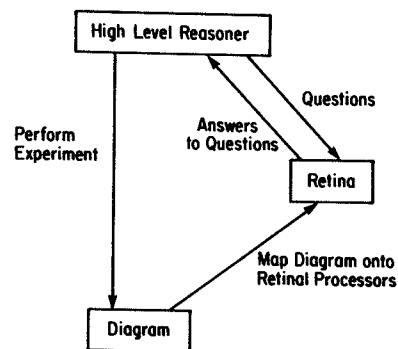 High Level Reasoner
Questions
Answers
to Questions
Perform
Experiment
Retina
Map Diagram onto
Retinal Processors
Diagram